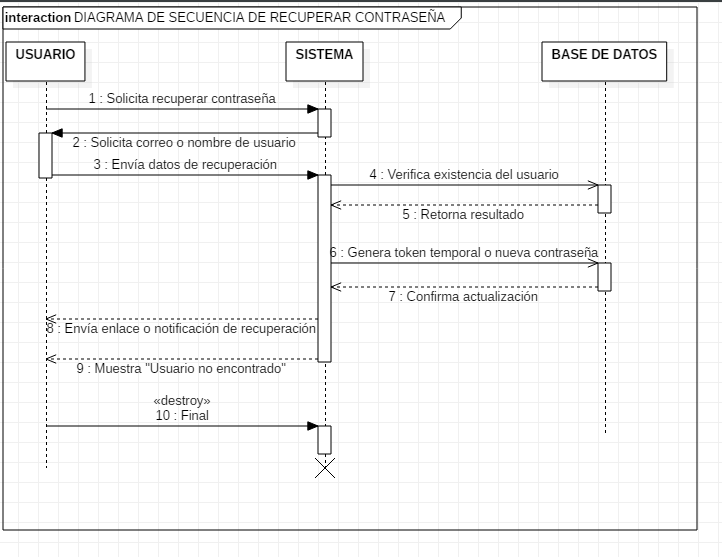 interaction DIAGRAMA DE SECUENCIA DE RECUPERAR CONTRASEÑA
USUARIO
SISTEMA
BASE DE DATOS
1 : Solicita recuperar contraseña
2 : Solicita correo o nombre de usuario
3 : Envía datos de recuperación
4 : Verifica existencia del usuario
5 : Retorna resultado
6 : Genera token temporal o nueva contraseña
7 : Confirma actualización
8 : Envía enlace o notificación de recuperación
9 : Muestra "Usuario no encontrado"
«destroy»
10 : Final